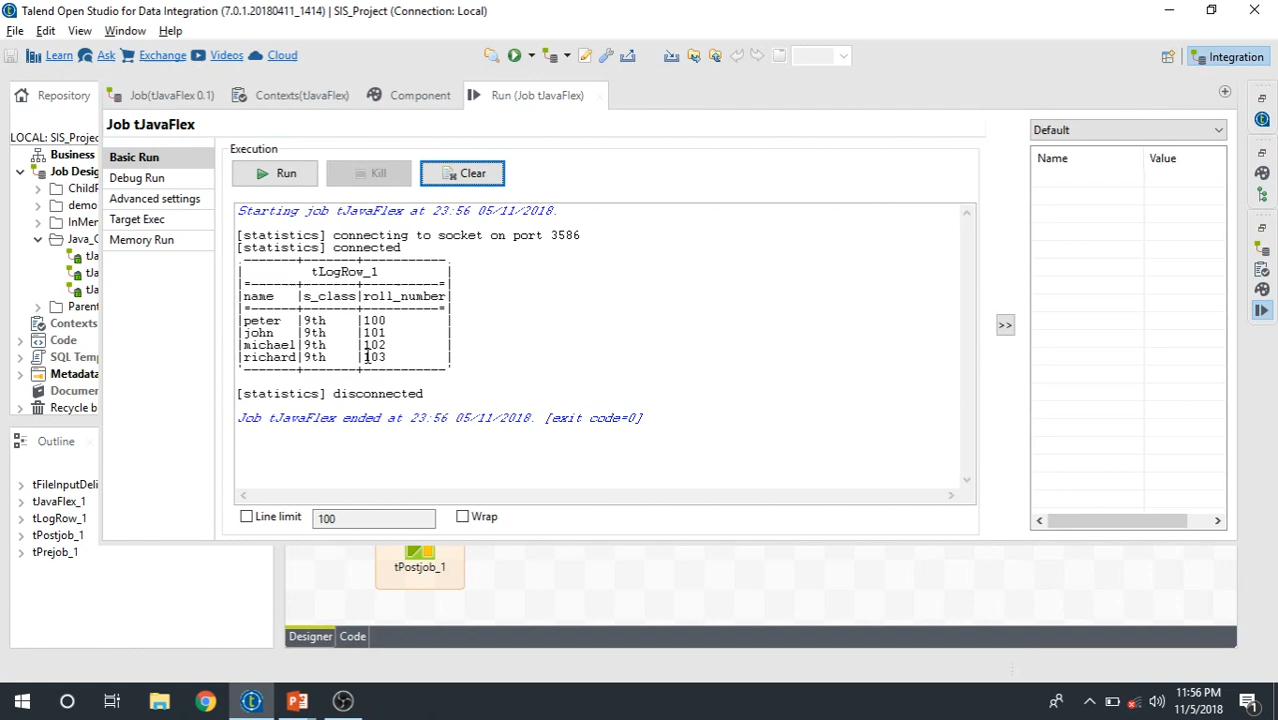 Talend Open Studio for Data Integration (7.0.1.20180411_1414) | SIS_Project (Connection: Local)
File Edit View Window Help
Learn Ask Exchange Videos Cloud
Integration
Repository
Job(tJavaFlex 0.1)
Contexts(tJavaFlex)
Component
Run (Job tJavaFlex)
LOCAL: SIS_Projec
Business
Job Desig
ChildP
demo
InMen
Java_C
tJa
tJa
tJa
Parent
Contexts
Code
SQL Temp
Metadata
Documen
Recycle b
Job tJavaFlex
Basic Run
Debug Run
Advanced settings
Target Exec
Memory Run
Execution
Run
Kill
Clear
Starting job tJavaFlex at 23:56 05/11/2018.
[statistics] connecting to socket on port 3586
[statistics] connected
.-------+-------+-----------.
| tLogRow_1 |
|=------+-------+----------=|
|name |s_class|roll_number|
|=------+-------+----------=|
|peter |9th |100 |
|john |9th |101 |
|michael|9th |102 |
|richard|9th |103 |
'-------+-------+-----------'
[statistics] disconnected
Job tJavaFlex ended at 23:56 05/11/2018. [exit code=0]
Line limit
100
Wrap
Default
Name Value
>>
Outline
tFileInputDeli
tJavaFlex_1
tLogRow_1
tPostjob_1
tPrejob_1
tPostjob_1
Designer Code
11:56 PM
11/5/2018
1